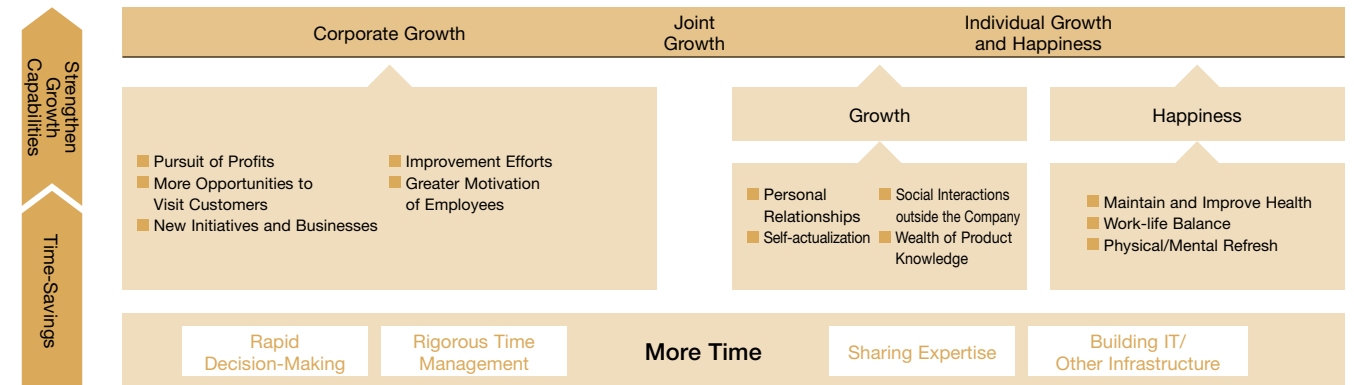 Strengthen
Growth
Capabilities
Time-Savings
Corporate Growth
Joint
Growth
Individual Growth
and Happiness
Pursuit of Profits
More Opportunities to
Visit Customers
New Initiatives and Businesses
Improvement Efforts
Greater Motivation
of Employees
Growth
Personal
Relationships
Self-actualization
Social Interactions
outside the Company
Wealth of Product
Knowledge
Happiness
Maintain and Improve Health
Work-life Balance
Physical/Mental Refresh
Rapid
Decision-Making
Rigorous Time
Management
More Time
Sharing Expertise
Building IT/
Other Infrastructure